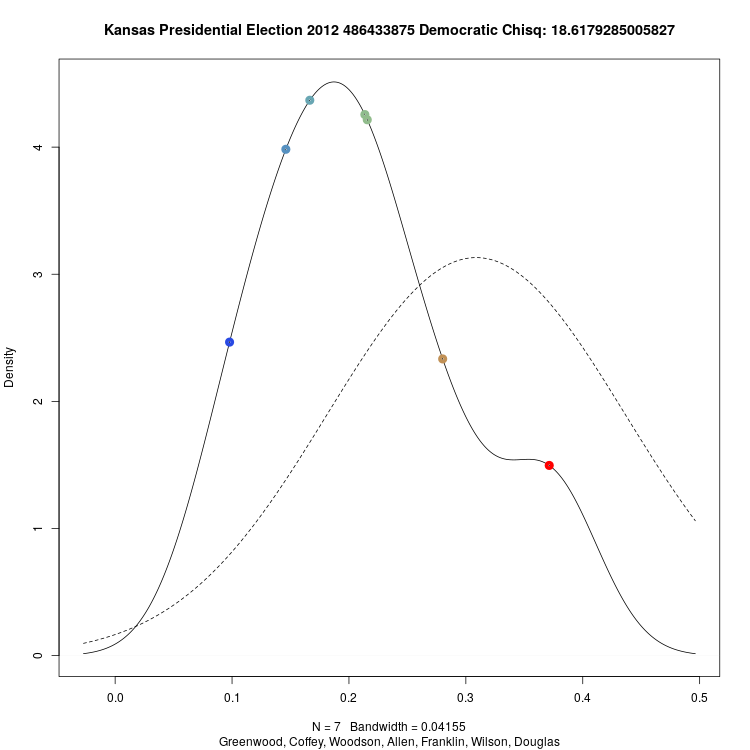 Kansas Presidential Election 2012 486433875 Democratic Chisq: 18.6179285005827
Density
4
3
2
1
0
0.0 0.1 0.2 0.3 0.4 0.5
N = 7 Bandwidth = 0.04155
Greenwood, Coffey, Woodson, Allen, Franklin, Wilson, Douglas